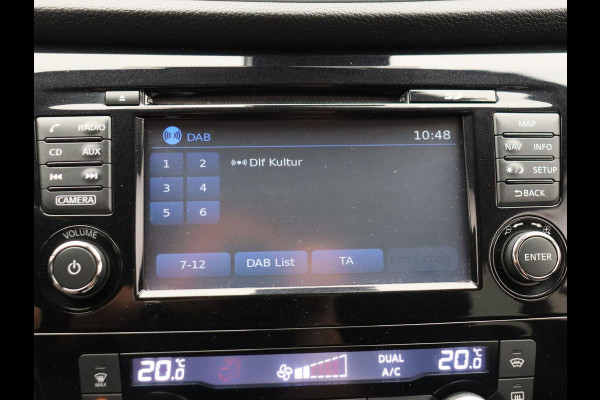 DAB 10:48
RADIO
MAP
CD AUX
1 2 Dlf Kultur
NAV INFO
3 4
SETUP
CAMERA
5 6
BACK
VOLUME
7-12 DAB List TA
ENTER
20.0 °C DUAL 20.0 °C
A/C
MAX